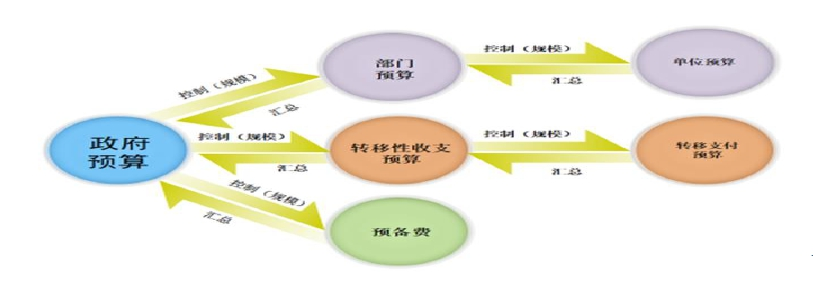 控制（规模）
部门
预算
控制（规模）
汇总
单位预算
汇总
政府
预算
控制（规模）
汇总
转移性收支
预算
控制（规模）
汇总
转移支付
预算
控制（规模）
汇总
预备费